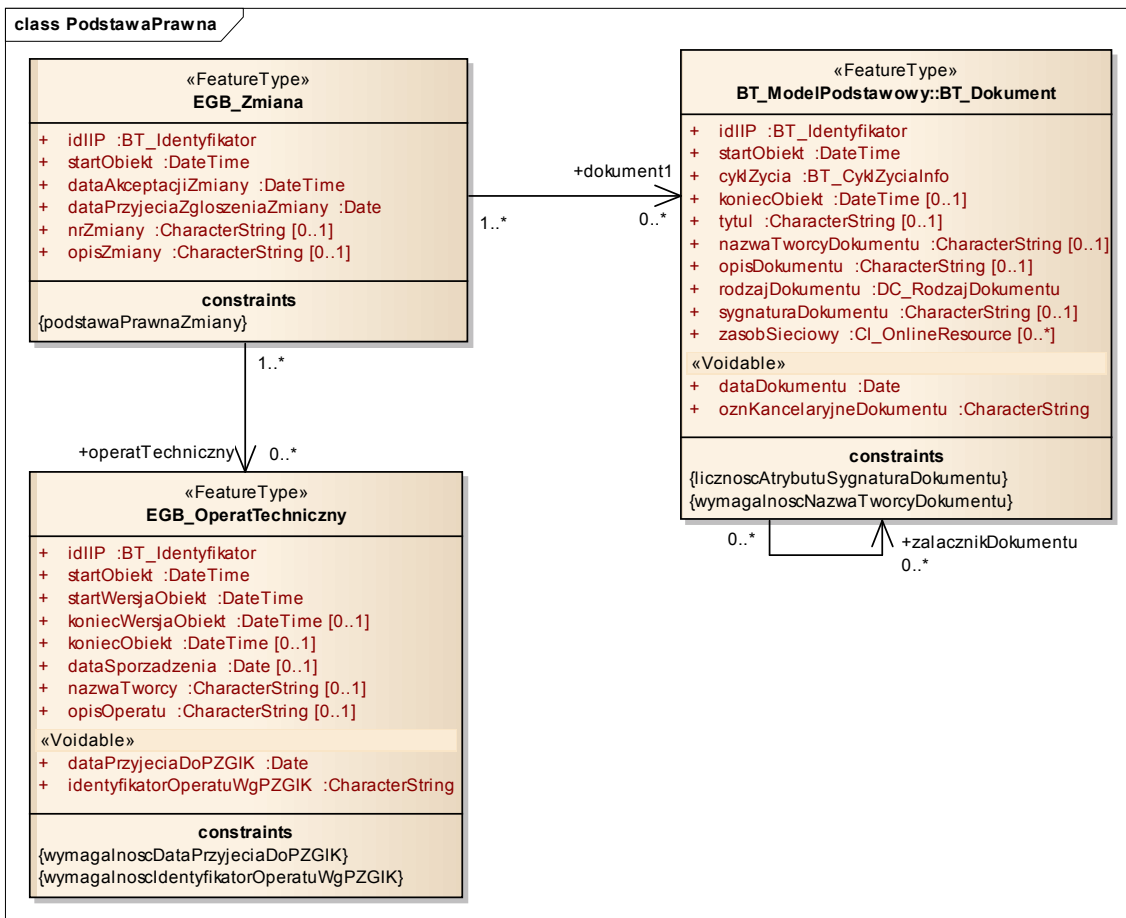 class PodstawaPrawna
«FeatureType»
EGB_Zmiana
+ idIIP :BT_Identyfikator
+ startObiekt :DateTime
+ dataAkceptacjiZmiany :DateTime
+ dataPrzyjeciaZgloszeniaZmiany :Date
+ nrZmiany :CharacterString [0..1]
+ opisZmiany :CharacterString [0..1]
constraints
{podstawaPrawnaZmiany}
«FeatureType»
BT_ModelPodstawowy::BT_Dokument
+ idIIP :BT_Identyfikator
+ startObiekt :DateTime
+ cyklZycia :BT_CyklZyciaInfo
+ koniecObiekt :DateTime [0..1]
+ tytul :CharacterString [0..1]
+ nazwaTworcyDokumentu :CharacterString [0..1]
+ opisDokumentu :CharacterString [0..1]
+ rodzajDokumentu :DC_RodzajDokumentu
+ sygnaturaDokumentu :CharacterString [0..1]
+ zasobSieciowy :CI_OnlineResource [0..*]
«Voidable»
+ dataDokumentu :Date
+ oznKancelaryjneDokumentu :CharacterString
constraints
{licznoscAtrybutuSygnaturaDokumentu}
{wymagalnoscNazwaTworcyDokumentu}
+dokument1
1..*
0..*
1..*
+operatTechniczny
0..*
0..*
+zalacznikDokumentu
0..*
«FeatureType»
EGB_OperatTechniczny
+ idIIP :BT_Identyfikator
+ startObiekt :DateTime
+ startWersjaObiekt :DateTime
+ koniecWersjaObiekt :DateTime [0..1]
+ koniecObiekt :DateTime [0..1]
+ dataSporzadzenia :Date [0..1]
+ nazwaTworcy :CharacterString [0..1]
+ opisOperatu :CharacterString [0..1]
«Voidable»
+ dataPrzyjeciaDoPZGIK :Date
+ identyfikatorOperatuWgPZGIK :CharacterString
constraints
{wymagalnoscDataPrzyjeciaDoPZGIK}
{wymagalnoscIdentyfikatorOperatuWgPZGIK}